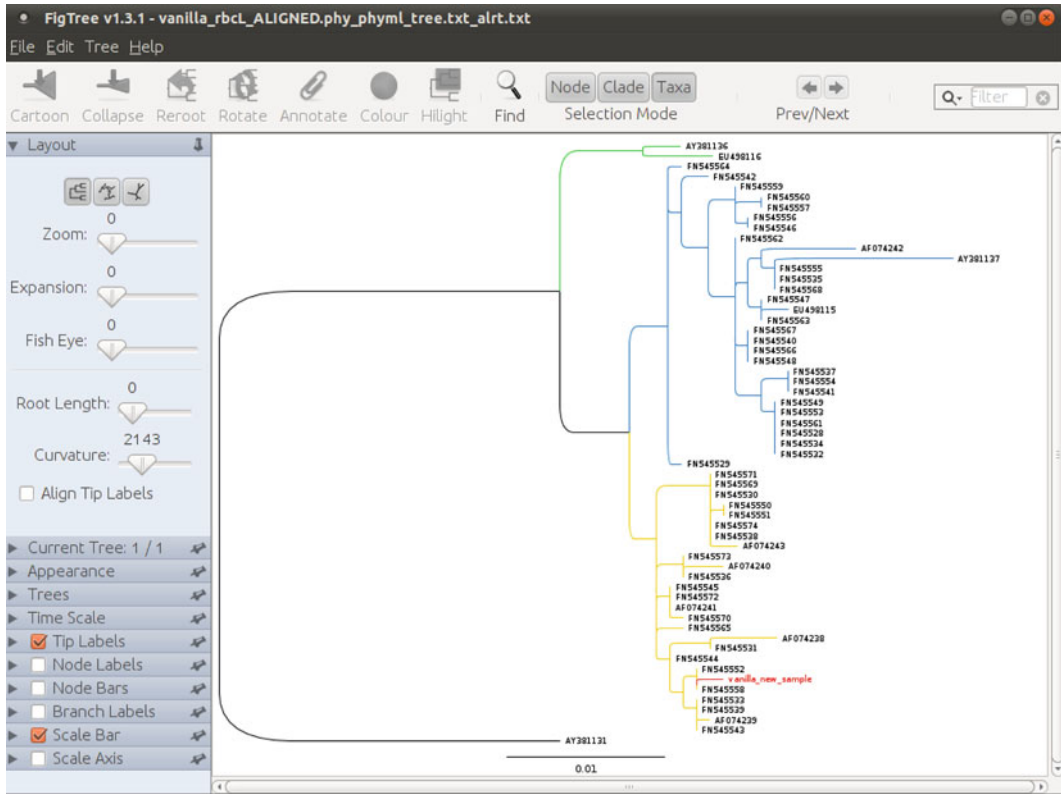 FigTree v1.3.1 - vanilla_rbcL_ALIGNED.phy_phyml_tree.txt_alrt.txt
File Edit Tree Help
Cartoon Collapse Reroot Rotate Annotate Colour Hilight Find Node Clade Taxa Selection Mode Prev/Next Filter
Layout
0
Zoom:
0
Expansion:
0
Fish Eye:
0
Root Length:
2143
Curvature:
Align Tip Labels
Current Tree: 1 / 1
Appearance
Trees
Time Scale
Tip Labels
Node Labels
Node Bars
Branch Labels
Scale Bar
Scale Axis
AY381136
EU498116
FN545564
FN545542
FN545559
FN545560
FN545557
FN545556
FN545546
FN545562
AF074242
AY381137
FN545555
FN545535
FN545568
FN545547
EU498115
FN545563
FN545567
FN545540
FN545566
FN545548
FN545537
FN545554
FN545541
FN545549
FN545553
FN545561
FN545528
FN545534
FN545532
FN545529
FN545571
FN545569
FN545530
FN545550
FN545551
FN545574
FN545538
AF074243
FN545573
AF074240
FN545536
FN545545
FN545572
AF074241
FN545570
FN545565
AF074238
FN545531
FN545544
FN545552
vanilla_new_sample
FN545558
FN545533
FN545539
AF074239
FN545543
AY381131
0.01